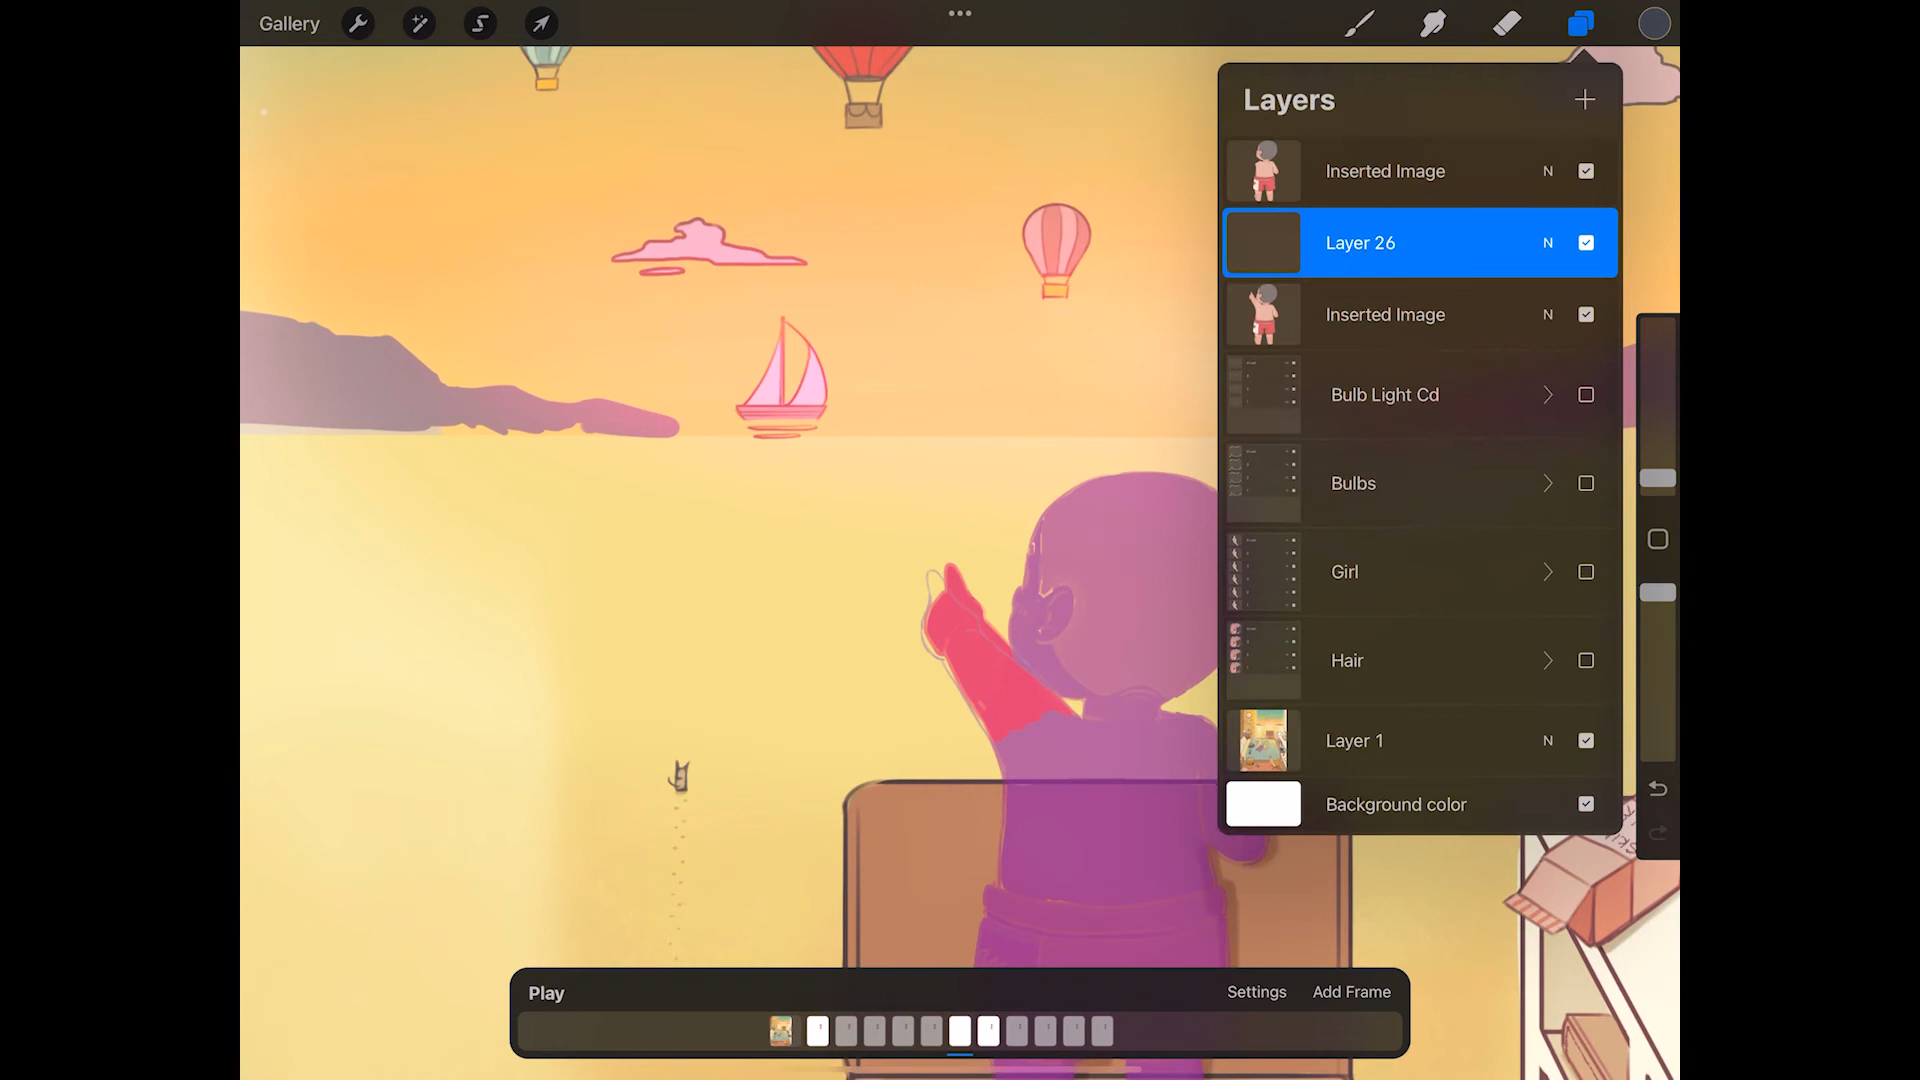 Gallery
Layers
Inserted Image N
Layer 26 N
Inserted Image N
Bulb Light Cd
Bulbs
Girl
Hair
Layer 1 N
Background color
Play
Settings
Add Frame